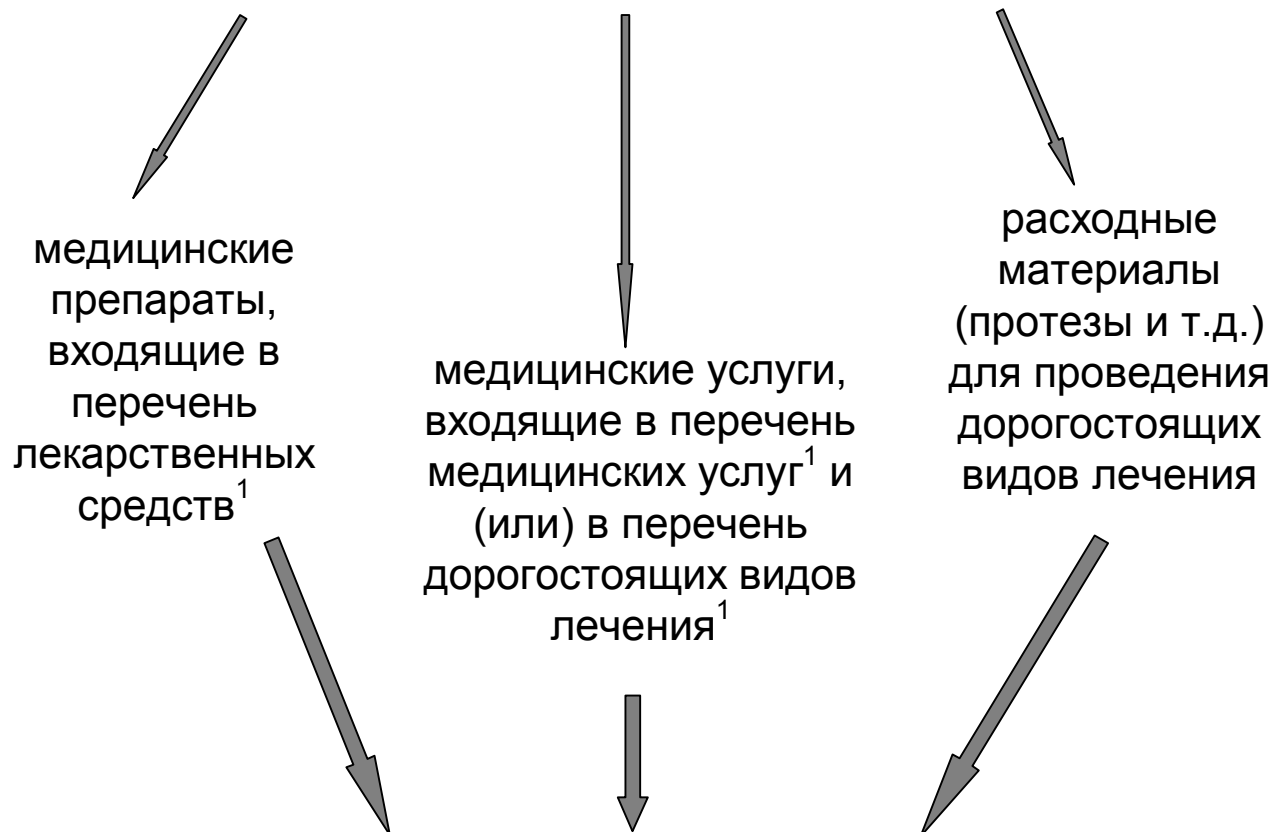 медицинские
препараты,
входящие в
перечень
лекарственных
средств¹
медицинские услуги,
входящие в перечень
медицинских услуг¹ и
(или) в перечень
дорогостоящих видов
лечения¹
расходные
материалы
(протезы и т.д.)
для проведения
дорогостоящих
видов лечения